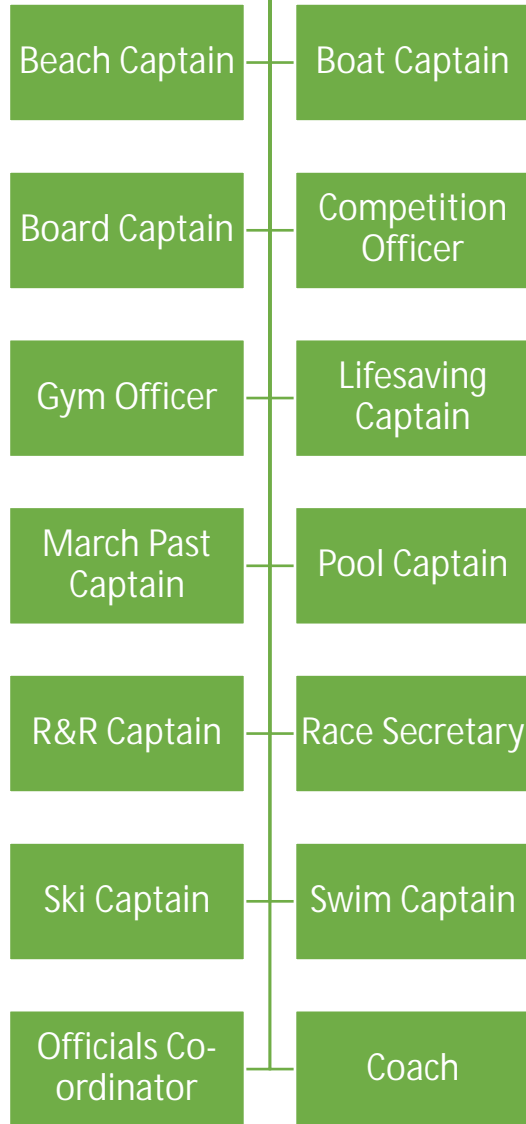 Beach Captain
Boat Captain
Board Captain
Competition
Officer
Gym Officer
Lifesaving
Captain
March Past
Captain
Pool Captain
R&R Captain
Race Secretary
Ski Captain
Swim Captain
Officials Co-
ordinator
Coach